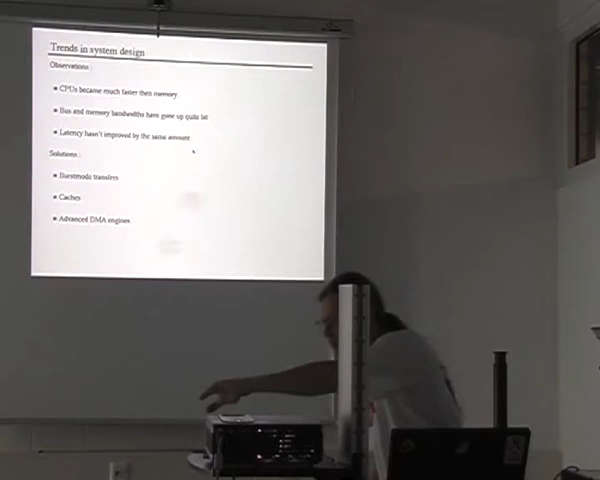 Trends in system design
Observations :
CPUs became much faster then memory
Bus and memory bandwidths have gone up quite lat
Latency hasn't improved by the same amount
Solutions :
Burstmode transfers
Caches
Advanced DMA engines